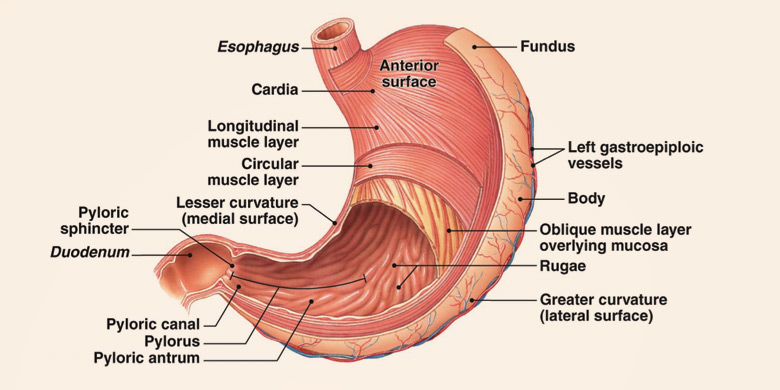 Esophagus
Fundus
Anterior
surface
Cardia
Longitudinal
muscle layer
Left gastroepiploic
vessels
Circular
muscle layer
Lesser curvature
(medial surface)
Body
Pyloric
sphincter
Oblique muscle layer
overlying mucosa
Duodenum
Rugae
Greater curvature
(lateral surface)
Pyloric canal
Pylorus
Pyloric antrum